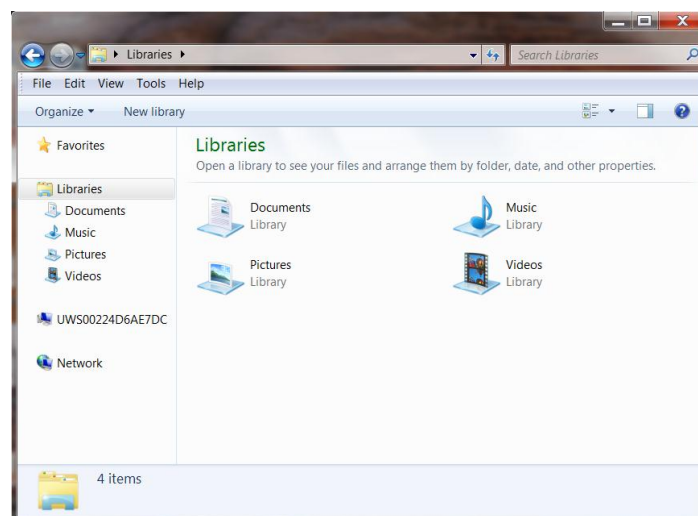 Libraries
Search Libraries
File Edit View Tools Help
Organize New library
Favorites
Libraries
Documents
Music
Pictures
Videos
UWS00224D6AE7DC
Network
Libraries
Open a library to see your files and arrange them by folder, date, and other properties.
Documents
Library
Music
Library
Pictures
Library
Videos
Library
4 items